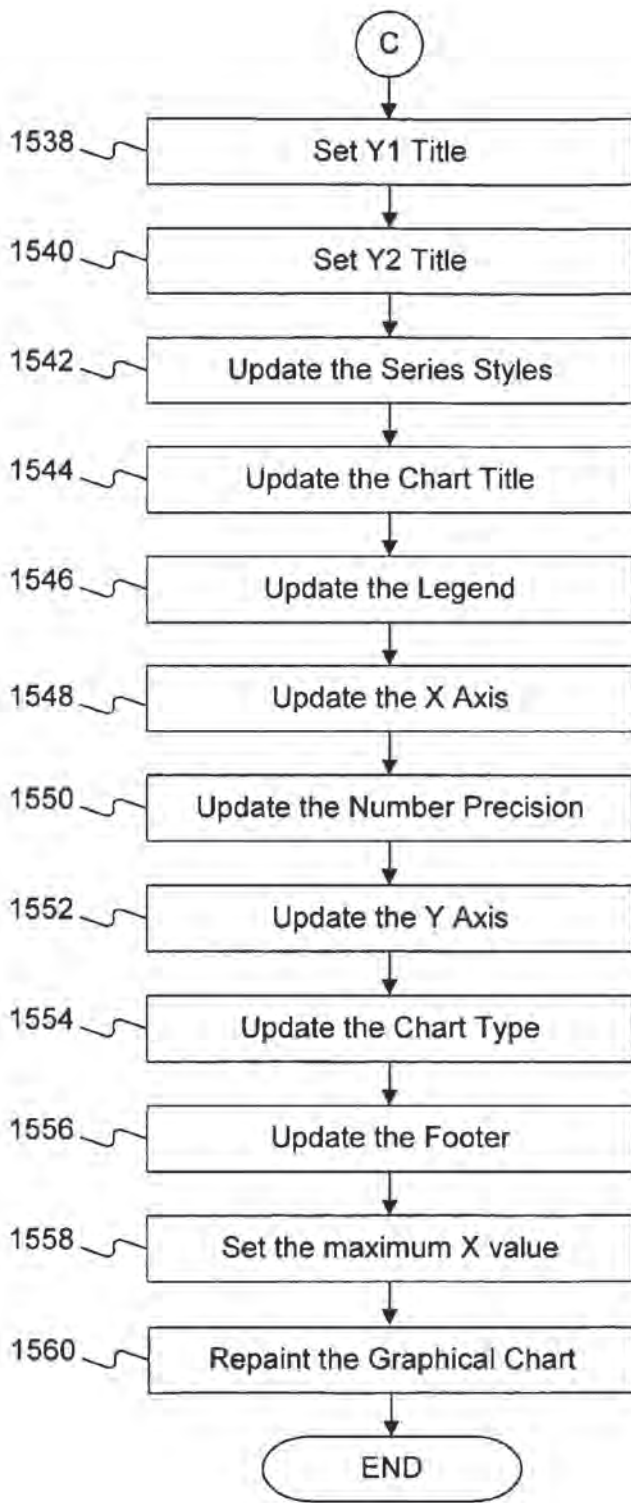 C
1538 Set Y1 Title
1540 Set Y2 Title
1542 Update the Series Styles
1544 Update the Chart Title
1546 Update the Legend
1548 Update the X Axis
1550 Update the Number Precision
1552 Update the Y Axis
1554 Update the Chart Type
1556 Update the Footer
1558 Set the maximum X value
1560 Repaint the Graphical Chart
END